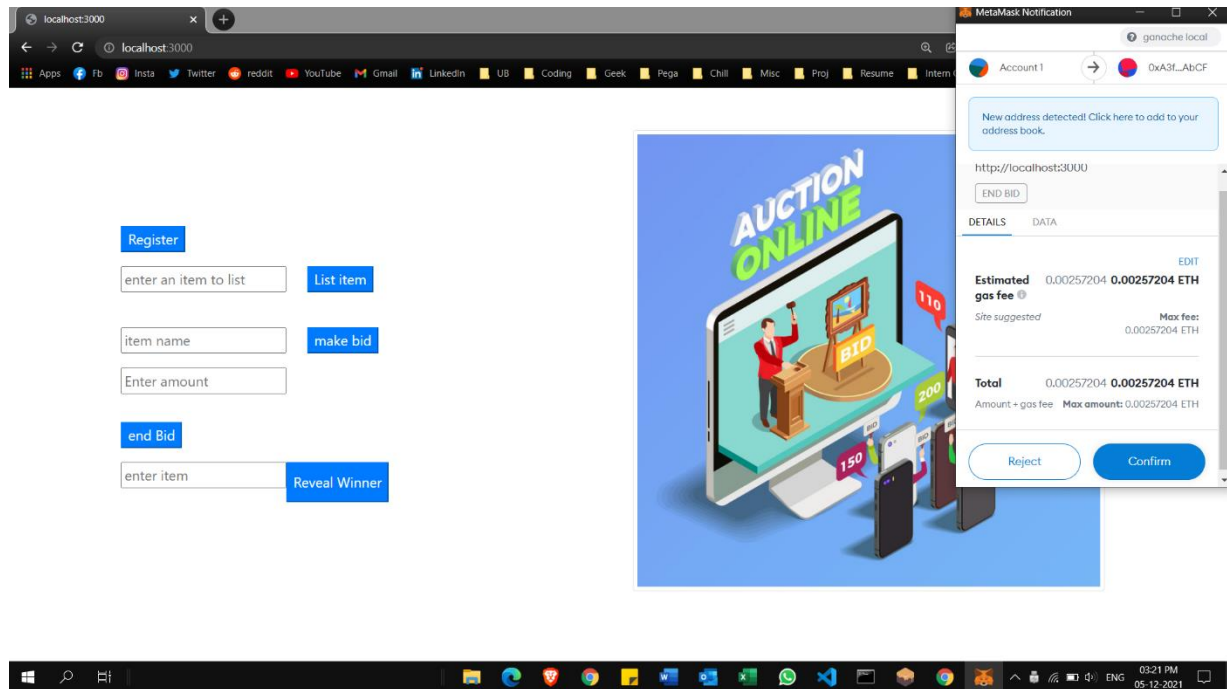 localhost:3000
localhost:3000
Apps Fb Insta Twitter reddit YouTube Gmail LinkedIn UB Coding Geek Pega Chill Misc Proj Resume Intern
MetaMask Notification
ganache local
Account 1 0xA3f...AbCF
New address detected! Click here to add to your
address book.
http://localhost:3000
END BID
DETAILS DATA
EDIT
Estimated gas fee 0.00257204 0.00257204 ETH
Site suggested Max fee:
0.00257204 ETH
Total 0.00257204 0.00257204 ETH
Amount + gas fee Max amount: 0.00257204 ETH
Reject Confirm
Register
enter an item to list List item
item name make bid
Enter amount
end Bid
enter item Reveal Winner
AUCTION
ONLINE
110
BID
200
BID
BID
150
ENG
03:21 PM
05-12-2021